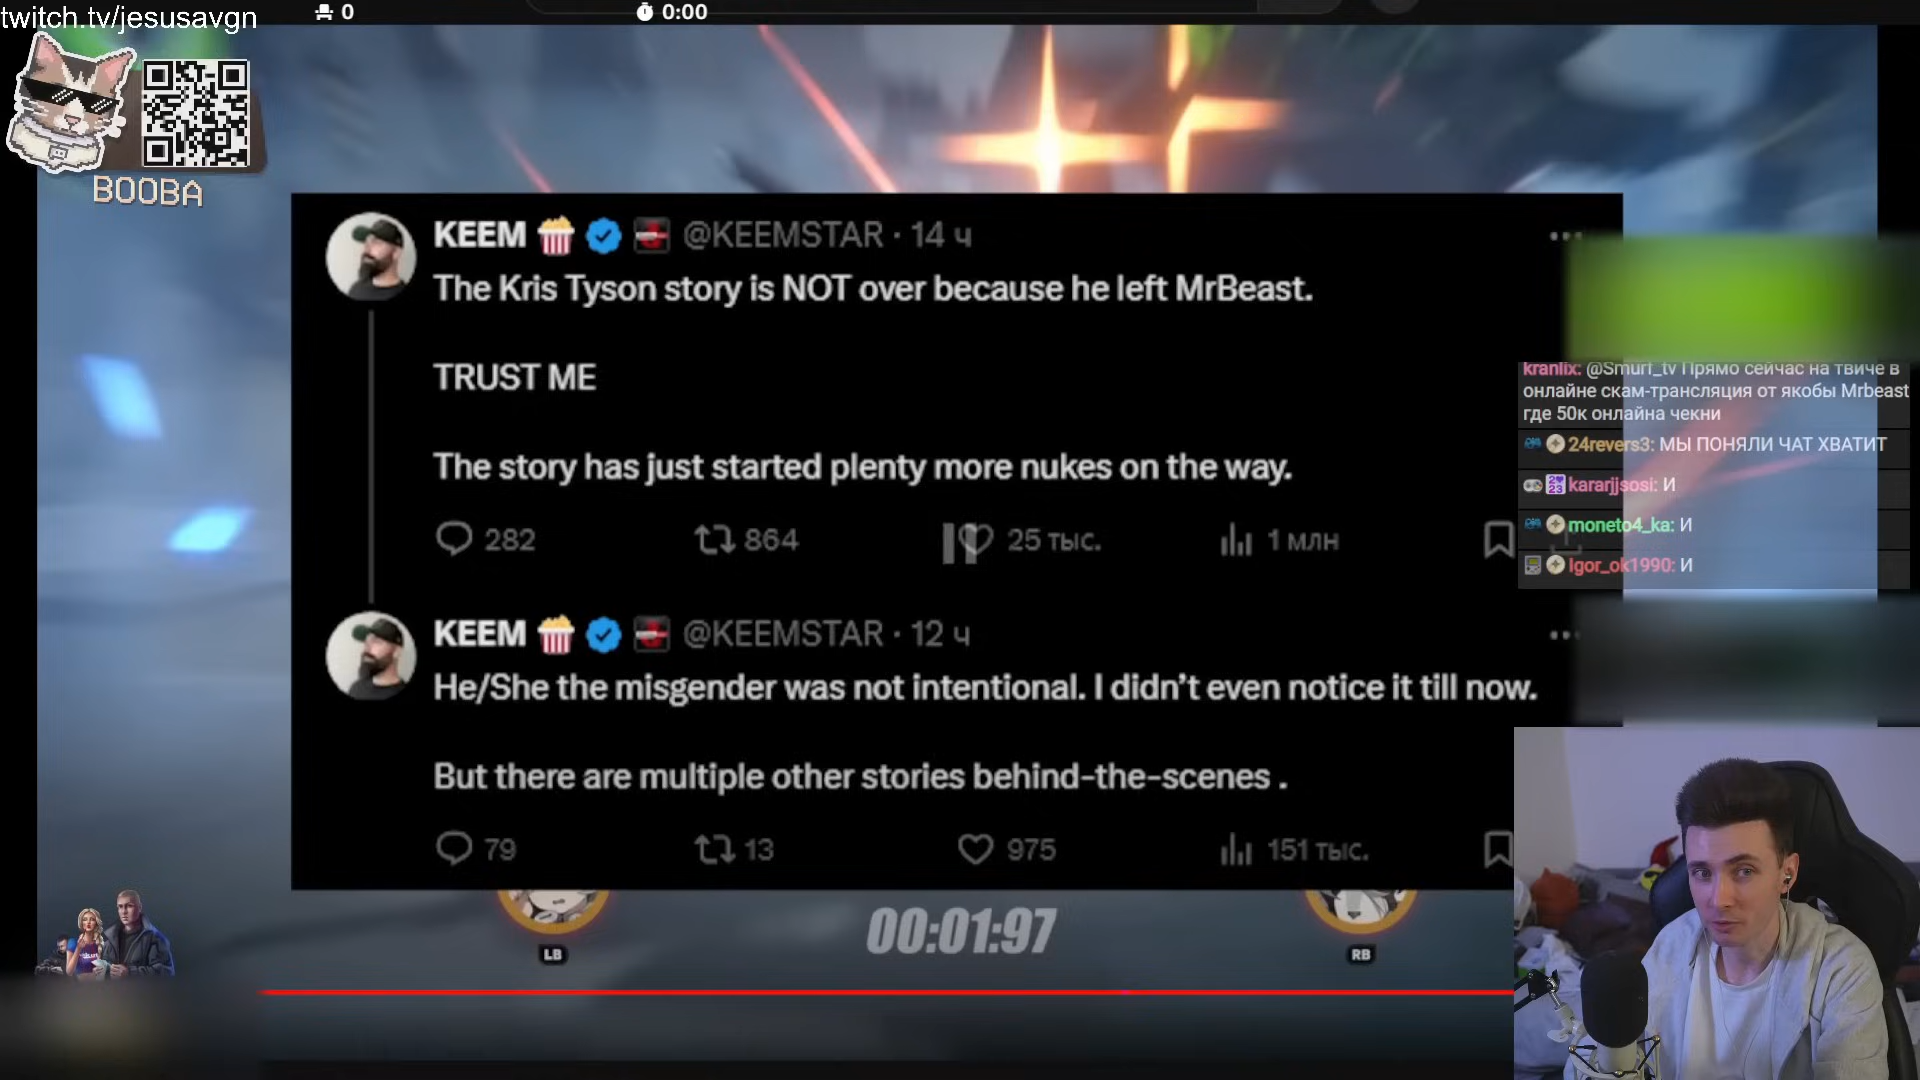 twitch.tv/jesusavgn
0
0:00
BOOBA
KEEM @KEEMSTAR · 14 ч
The Kris Tyson story is NOT over because he left MrBeast.
TRUST ME
The story has just started plenty more nukes on the way.
282 864 25 тыс. 1 млн
KEEM @KEEMSTAR · 12 ч
He/She the misgender was not intentional. I didn't even notice it till now.
But there are multiple other stories behind-the-scenes .
79 13 975 151 тыс.
kranlix: @Smurf_tv Прямо сейчас на твиче в
онлайне скам-трансляция от якобы Mrbeast
где 50к онлайна чекни
24revers3: МЫ ПОНЯЛИ ЧАТ ХВАТИТ
kararjjsosi: И
moneto4_ka: И
Igor_ok1990: И
00:01:97
LB
RB